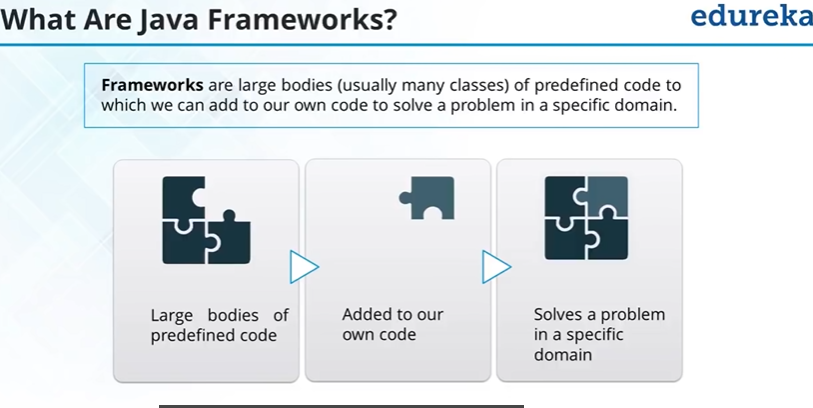 What Are Java Frameworks?
edureka
Frameworks are large bodies (usually many classes) of predefined code to
which we can add to our own code to solve a problem in a specific domain.
Large bodies of
predefined code
Added to our
own code
Solves a problem
in a specific
domain